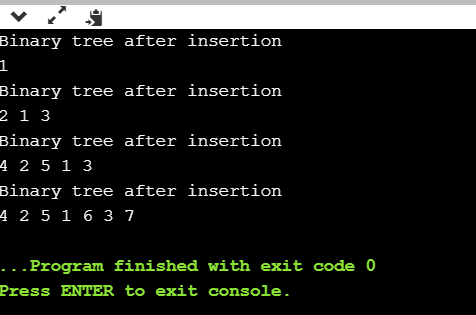 Binary tree after insertion
1
Binary tree after insertion
2 1 3
Binary tree after insertion
4 2 5 1 3
Binary tree after insertion
4 2 5 1 6 3 7
...Program finished with exit code 0
Press ENTER to exit console.